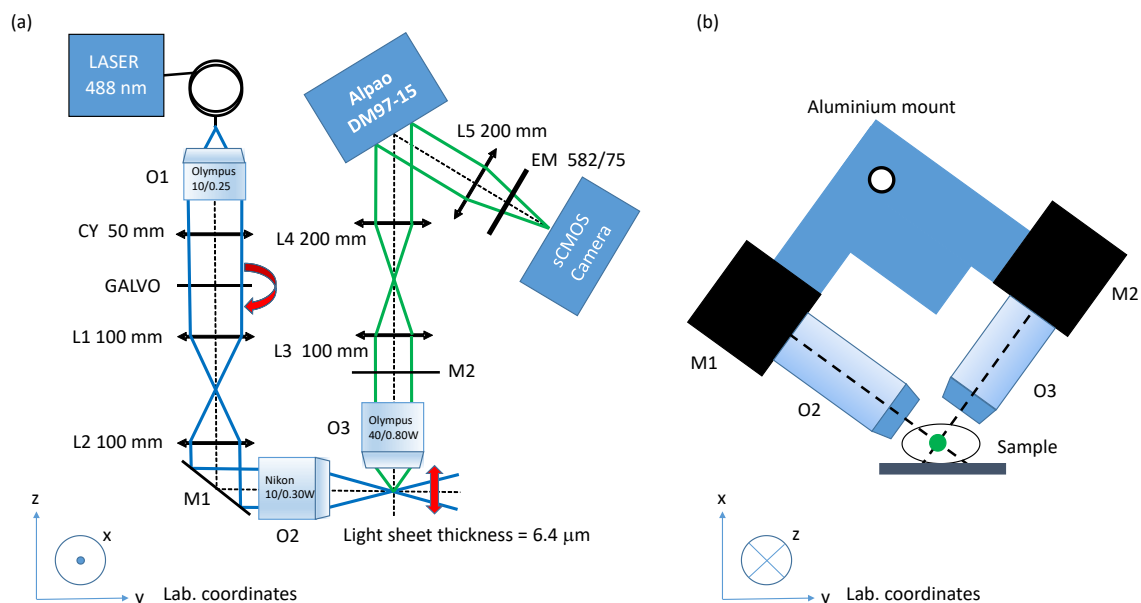 (a)
LASER
488 nm
O1
Olympus
10/0.25
CY  50 mm
GALVO
L1 100 mm
L2 100 mm
M1
Nikon
10/0.30W
O2
Alpao
DM97-15
L5 200 mm
EM  582/75
sCMOS
Camera
L4 200 mm
L3  100 mm
M2
O3
Olympus
40/0.80W
Light sheet thickness = 6.4 μm
z
x
y
Lab. coordinates
(b)
Aluminium mount
M1
M2
O2
O3
Sample
x
z
y
Lab. coordinates